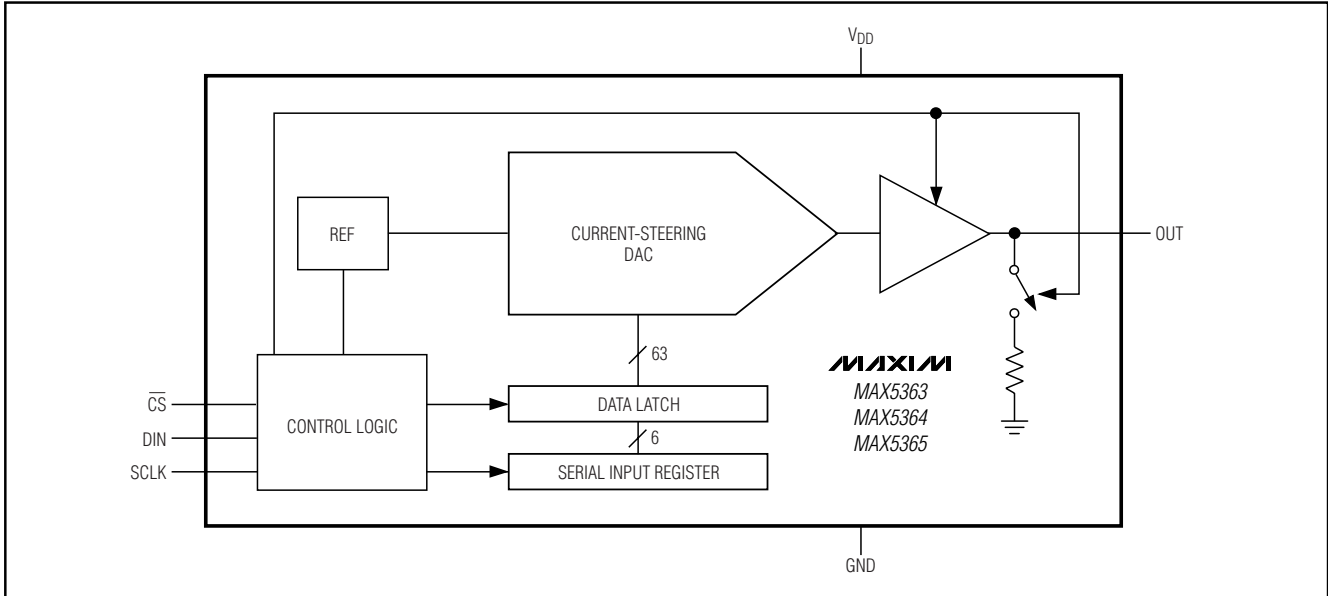 VDD
REF
CURRENT-STEERING
DAC
OUT
63
MAXIM
MAX5363
MAX5364
MAX5365
CS
DIN
SCLK
CONTROL LOGIC
DATA LATCH
6
SERIAL INPUT REGISTER
GND